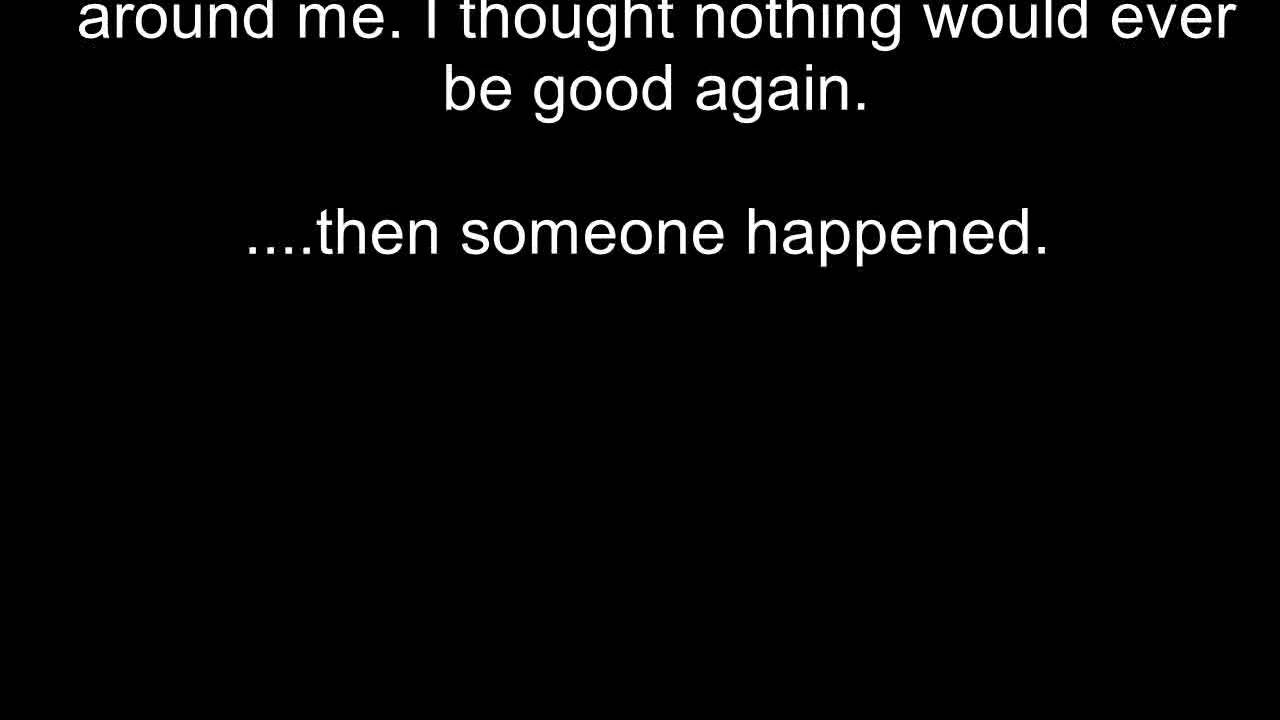 around me. I thought nothing would ever
be good again.
....then someone happened.